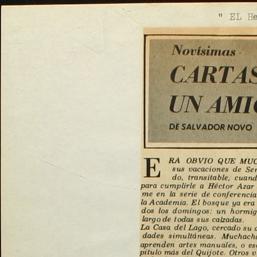 " EL He
Novísimas
CARTAS
UN AMI
DE SALVADOR NOVO
ERA OBVIO QUE MUC
sus vacaciones de Se
do, transitable, cuand
para cumplirle a Héctor Azar
me en la serie de conferencia
la Academia. El bosque ya era
dos los domingos: un hormig
largo de todas sus calzadas.
La Casa del Lago, cercado su a
dades simultáneas. Muchach
aprenden artes manuales, o es
pítulo más del Quijote. Otros v